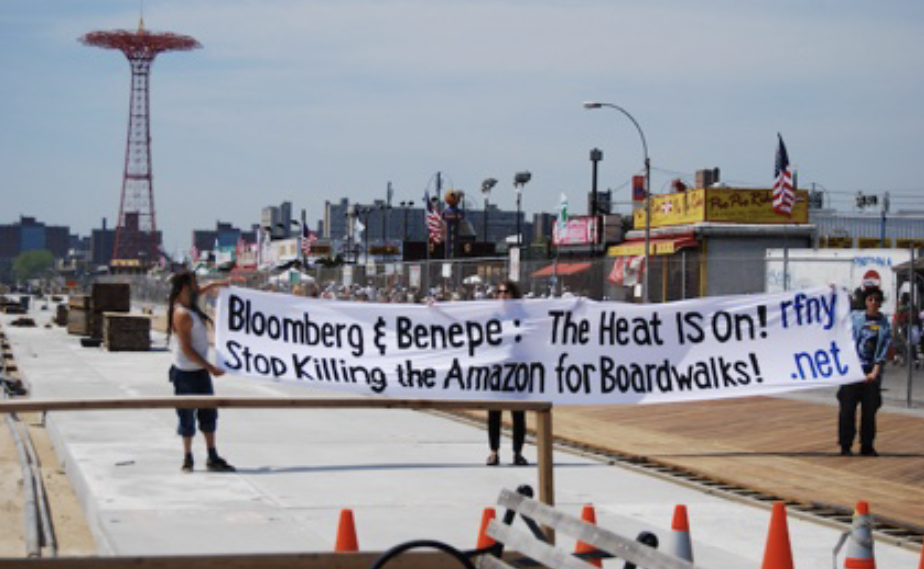 Bloomberg & Benepe: The Heat IS On! rfny
Stop Killing the Amazon for Boardwalks! .net